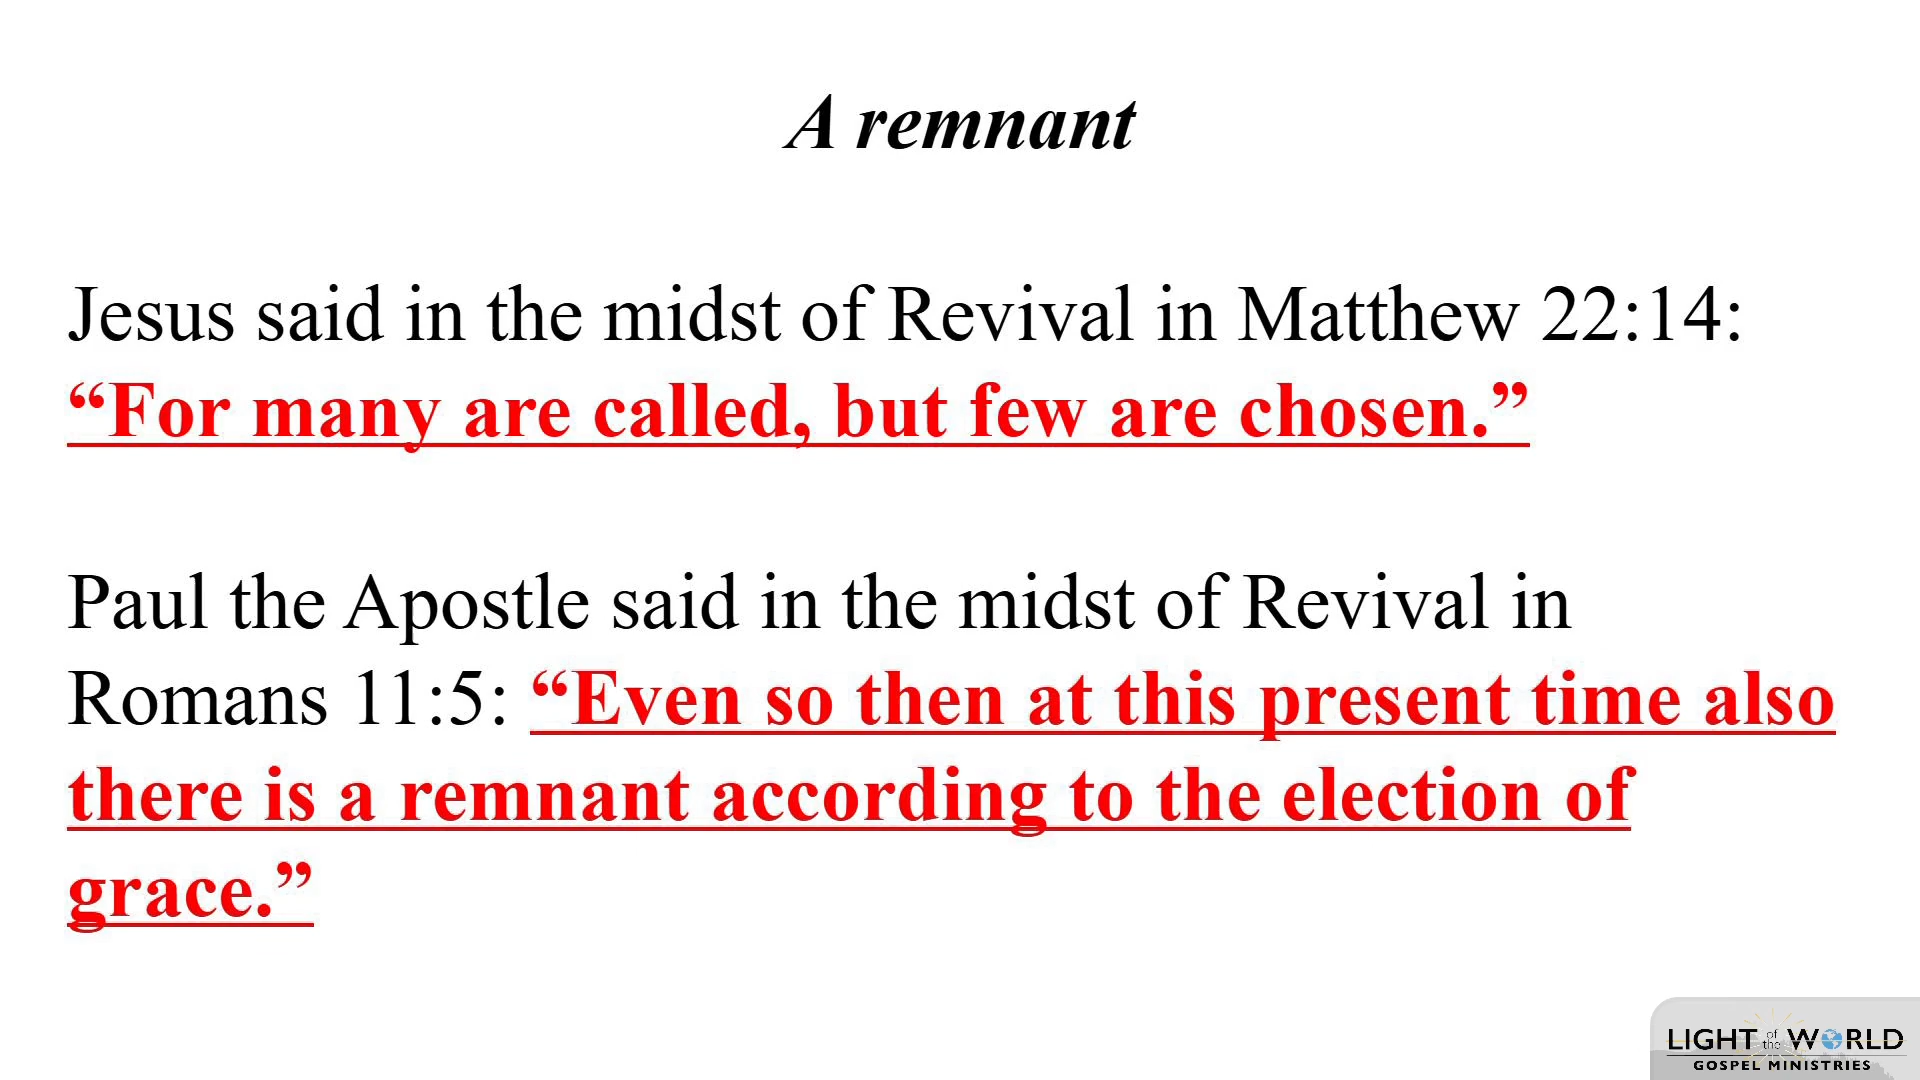 A remnant
Jesus said in the midst of Revival in Matthew 22:14:
“For many are called, but few are chosen.”
Paul the Apostle said in the midst of Revival in
Romans 11:5: “Even so then at this present time also
there is a remnant according to the election of
grace.”
LIGHT of the WORLD
GOSPEL MINISTRIES